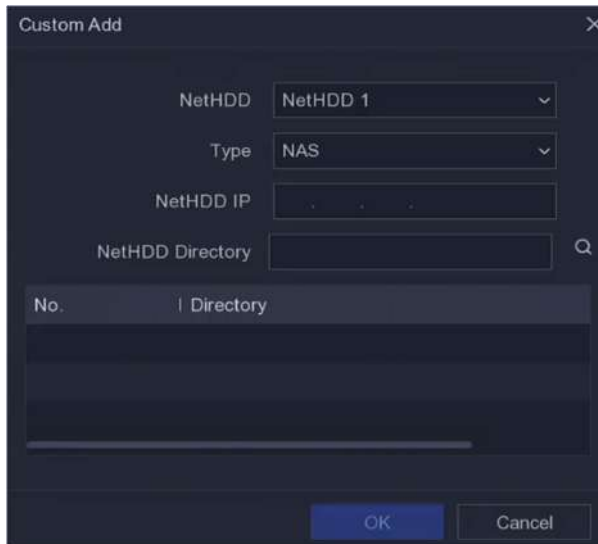 Custom Add
NetHDD NetHDD 1
Type NAS
NetHDD IP . . .
NetHDD Directory
No. Directory
OK Cancel